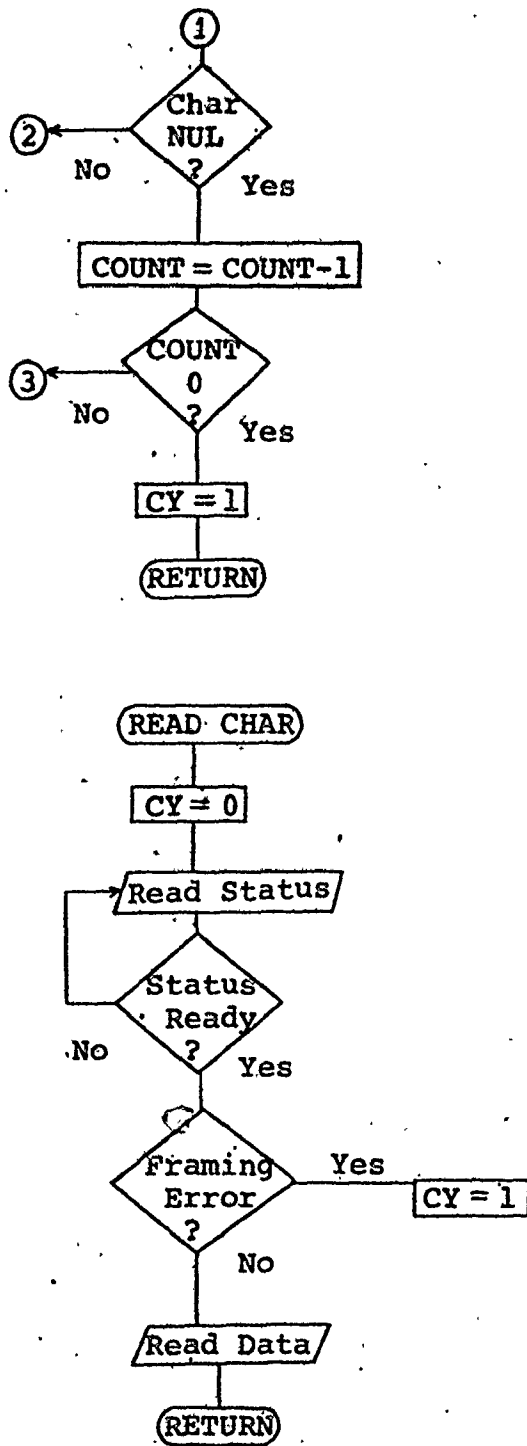 1
Char
NUL
?
2
No
Yes
COUNT = COUNT-1
COUNT
0
?
3
No
Yes
CY = 1
RETURN
READ CHAR
CY = 0
Read Status
Status
Ready
?
No
Yes
Framing
Error
?
Yes
CY = 1
No
Read Data
RETURN